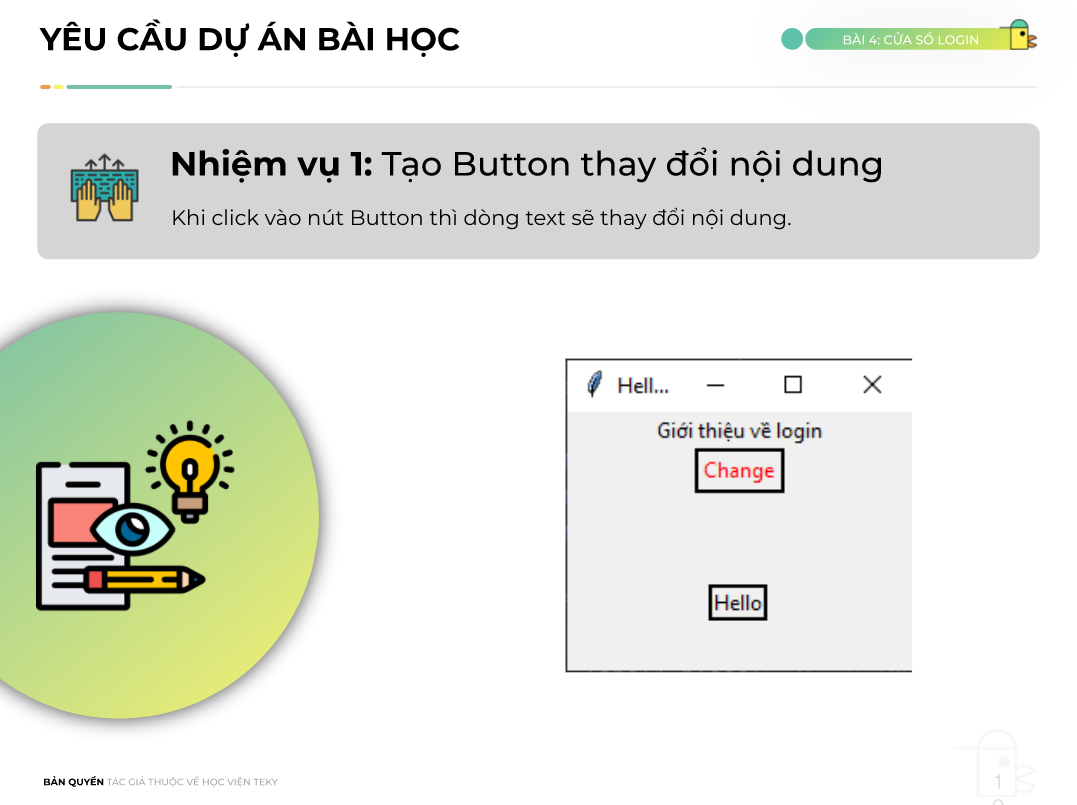 YÊU CẦU DỰ ÁN BÀI HỌC
BÀI 4: CỬA SỔ LOGIN
Nhiệm vụ 1: Tạo Button thay đổi nội dung
Khi click vào nút Button thì dòng text sẽ thay đổi nội dung.
Hell...
Giới thiệu về login
Change
Hello
BẢN QUYỀN TÁC GIẢ THUỘC VỀ HỌC VIỆN TEKY
1